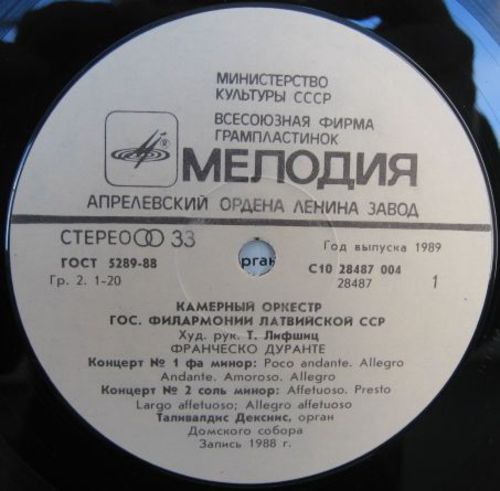 МИНИСТЕРСТВО
КУЛЬТУРЫ СССР
ВСЕСОЮЗНАЯ ФИРМА
ГРАМПЛАСТИНОК
МЕЛОДИЯ
АПРЕЛЕВСКИЙ ОРДЕНА ЛЕНИНА ЗАВОД
СТЕРЕО 33
Год выпуска 1989
ГОСТ 5289-88
рган
С10 28487 004
Гр. 2. 1-20
28487
1
КАМЕРНЫЙ ОРКЕСТР
ГОС. ФИЛАРМОНИИ ЛАТВИЙСКОЙ ССР
Худ. рук. Т. Лифшиц
ФРАНЧЕСКО ДУРАНТЕ
Концерт № 1 фа минор: Poco andante. Allegro
Andante. Amoroso. Allegro
Концерт № 2 соль минор: Affetuoso. Presto
Largo affetuoso; Allegro affetuoso
Таливалдис Декснис, орган
Домского собора
Запись 1988 г.